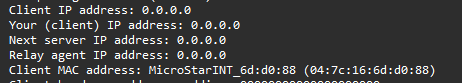 Client IP address: 0.0.0.0
Your (client) IP address: 0.0.0.0
Next server IP address: 0.0.0.0
Relay agent IP address: 0.0.0.0
Client MAC address: MicroStarINT_6d:d0:88 (04:7c:16:6d:d0:88)